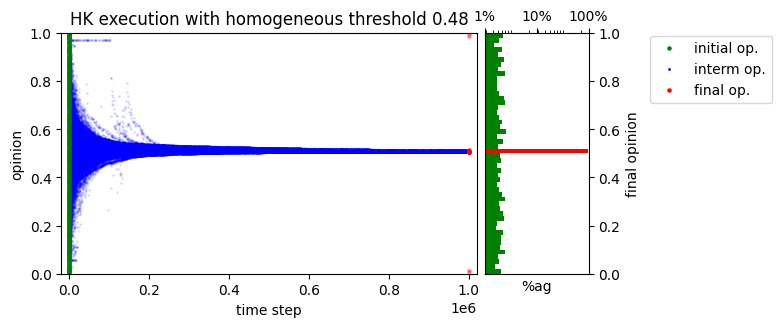 HK execution with homogeneous threshold 0.48
1% 10% 100%
1.0 1.0
0.8 0.8
0.6 0.6
0.4 0.4
0.2 0.2
0.0 0.0
opinion
final opinion
0.0 0.2 0.4 0.6 0.8 1.0
1e6
time step
%ag
initial op.
interm op.
final op.